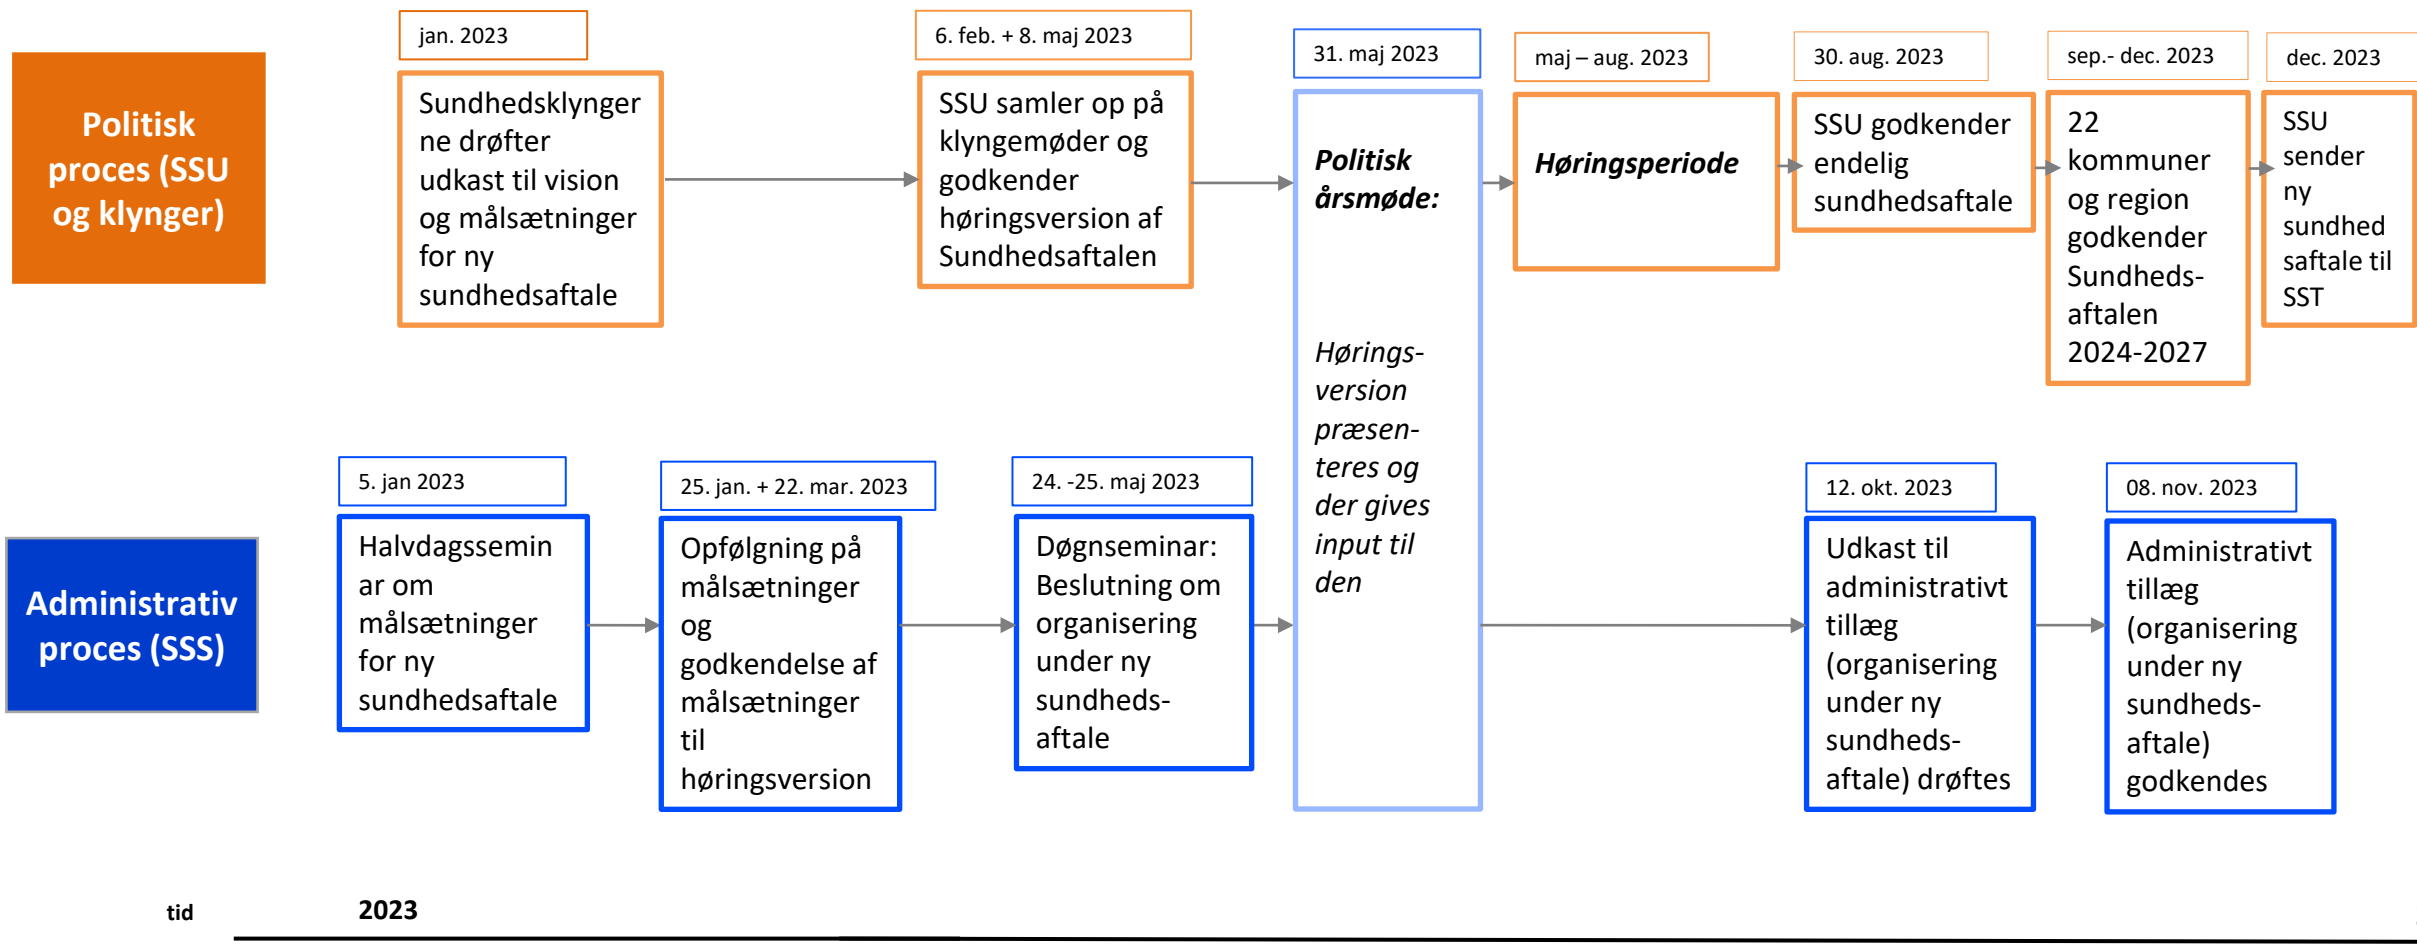 Politisk
proces (SSU
og klynger)
jan. 2023
Sundhedsklynger
ne drøfter
udkast til vision
og målsætninger
for ny
sundhedsaftale
6. feb. + 8. maj 2023
SSU samler op på
klyngemøder og
godkender
høringsversion af
Sundhedsaftalen
31. maj 2023
Politisk
årsmøde:
Hørings-
version
præsen-
teres og
der gives
input til
den
maj – aug. 2023
Høringsperiode
30. aug. 2023
SSU godkender
endelig
sundhedsaftale
sep.- dec. 2023
22
kommuner
og region
godkender
Sundheds-
aftalen
2024-2027
dec. 2023
SSU
sender
ny
sundhed
saftale til
SST
Administrativ
proces (SSS)
5. jan 2023
Halvdagssemin
ar om
målsætninger
for ny
sundhedsaftale
25. jan. + 22. mar. 2023
Opfølgning på
målsætninger
og
godkendelse af
målsætninger
til
høringsversion
24. -25. maj 2023
Døgnseminar:
Beslutning om
organisering
under ny
sundheds-
aftale
12. okt. 2023
Udkast til
administrativt
tillæg
(organisering
under ny
sundheds-
aftale) drøftes
08. nov. 2023
Administrativt
tillæg
(organisering
under ny
sundheds-
aftale)
godkendes
tid
2023